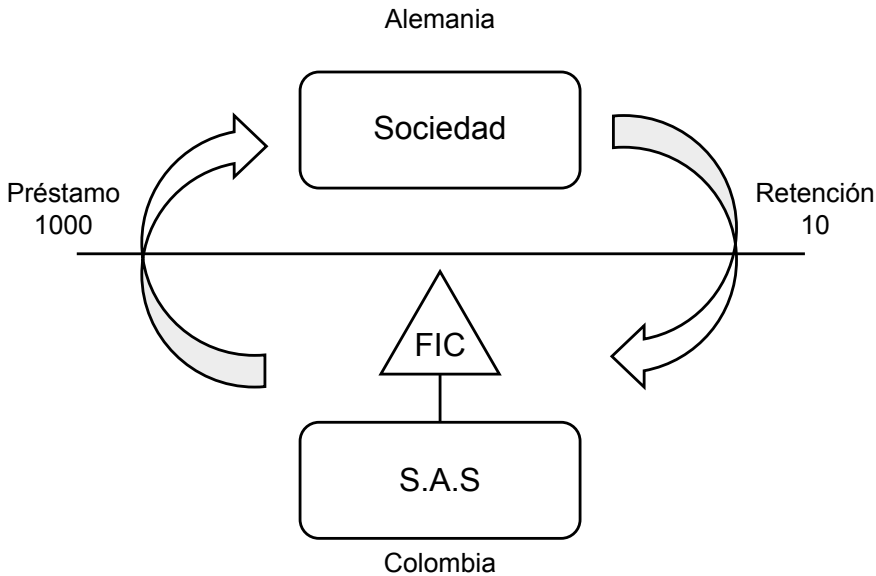 Alemania
Sociedad
Préstamo
1000
Retención
10
FIC
S.A.S
Colombia